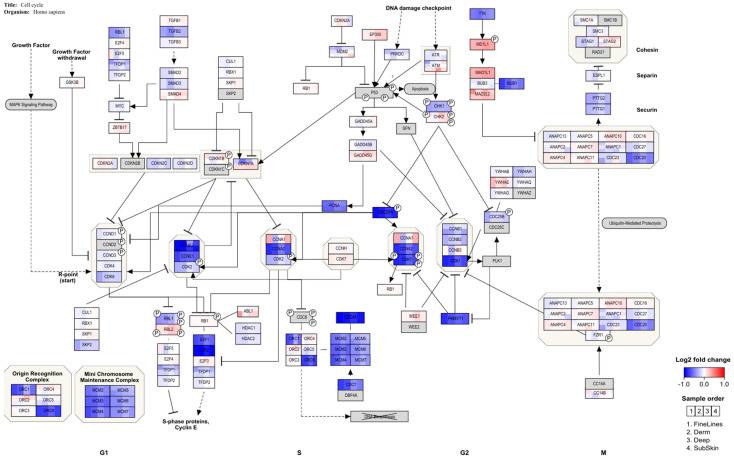 Title: Cell cycle
Organism: Homo sapiens
Growth Factor
Growth Factor
withdrawal
GSK3B
MAPK Signaling Pathway
RBL1
E2F4
E2F5
TFDP1
TFDP2
MYC
ZBTB17
TGFB1
TGFB2
TGFB3
SMAD2
SMAD3
SMAD4
CUL1
RBX1
SKP1
SKP2
CDKN2A
MDM2
RB1
EP300
DNA damage checkpoint
PRKDC
ATR
ATM
P53
Apoptosis
GADD45A
GADD45B
GADD45G
SFN
CHK1
CHK2
TTK
MAD1L1
MAD2L1
BUB3
MAD2L2
BUB1
SMC1A
SMC1B
SMC3
STAG1
STAG2
RAD21
Cohesin
ESPL1
Separin
PTTG2
PTTG1
Securin
ANAPC13
ANAPC5
ANAPC10
CDC16
ANAPC2
ANAPC7
ANAPC1
CDC27
ANAPC4
ANAPC11
CDC23
CDC20
CDKN2A
CDKN2B
CDKN2C
CDKN2D
CDKN1B
CDKN1C
CDKN1A
PCNA
YWHAB
YWHAH
YWHAE
YWHAQ
YWHAG
YWHAZ
CDC25B
CDC25C
PLK1
Ubiquitin-Mediated Proteolysis
CCND1
CCND2
CCND3
CDK4
CDK6
R-point
(start)
CCNE1
CDK2
CCNA1
CCNA2
CDK2
CCNH
CDK7
CCNA1
CCNA2
CDK1
CCNB1
CCNB2
CCNB3
CDK1
RB1
WEE1
WEE2
PKMYT1
CUL1
RBX1
SKP1
SKP2
RBL1
RBL2
E2F5
E2F4
TFDP1
TFDP2
RB1
ABL1
HDAC1
HDAC2
E2F1
E2F3
TFDP1
TFDP2
CDC6
ORC1
ORC4
ORC2
ORC5
ORC3
ORC6
CDC45
MCM2
MCM5
MCM3
MCM6
MCM4
MCM7
CDC7
DBF4A
DNA Biosynthesis
ANAPC13
ANAPC5
ANAPC10
CDC16
ANAPC2
ANAPC7
ANAPC1
CDC27
ANAPC4
ANAPC11
CDC23
CDC20
FZR1
CC14A
CC14B
Origin Recognition
Complex
ORC1
ORC4
ORC2
ORC5
ORC3
ORC6
Mini Chromosome
Maintenance Complex
MCM2
MCM5
MCM3
MCM6
MCM4
MCM7
S-phase proteins,
Cyclin E
Log2 fold change
-1.0
0.0
1.0
Sample order
1 2 3 4
1. FineLines
2. Derm
3. Deep
4. SubSkin
G1
S
G2
M